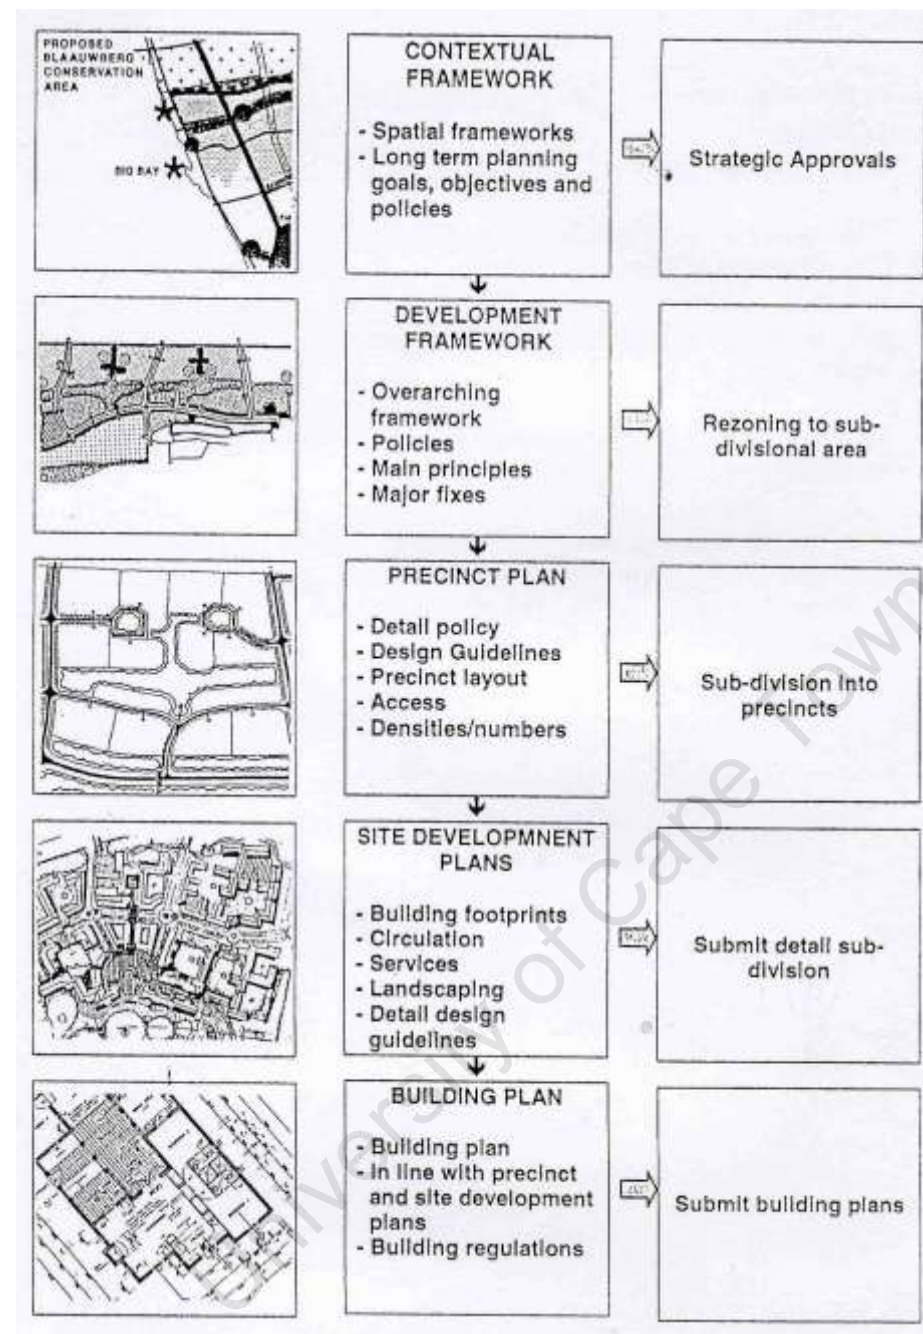 PROPOSED
BLAAUWBERG
CONSERVATION
AREA
BIG BAY
CONTEXTUAL
FRAMEWORK
- Spatial frameworks
- Long term planning
goals, objectives and
policies
Strategic Approvals
DEVELOPMENT
FRAMEWORK
- Overarching
framework
- Policies
- Main principles
- Major fixes
Rezoning to sub-
divisional area
PRECINCT PLAN
- Detail policy
- Design Guidelines
- Precinct layout
- Access
- Densities/numbers
Sub-division into
precincts
SITE DEVELOPMNENT
PLANS
- Building footprints
- Circulation
- Services
- Landscaping
- Detail design
guidelines
Submit detail sub-
division
BUILDING PLAN
- Building plan
- In line with precinct
and site development
plans
- Building regulations
Submit building plans
University of Cape Town